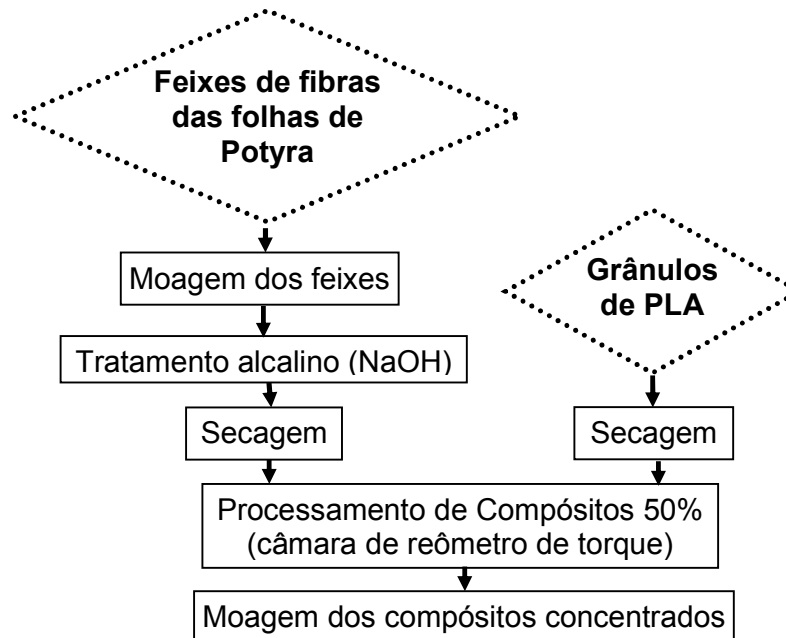 Feixes de fibras
das folhas de
Potyra
Moagem dos feixes
Tratamento alcalino (NaOH)
Secagem
Grânulos
de PLA
Secagem
Processamento de Compósitos 50%
(câmara de reômetro de torque)
Moagem dos compósitos concentrados